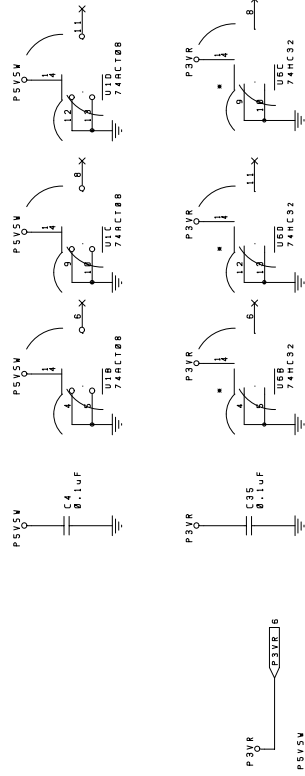 P5VSW
C4
0.1uF
P5VSW
14
4
5
6
U1B
74ACT08
P5VSW
14
9
10
8
U1C
74ACT08
P5VSW
14
12
13
11
U1D
74ACT08
P3VR
C35
0.1uF
P3VR
14
*
4
5
6
U6B
74HC32
P3VR
14
*
12
13
11
U6D
74HC32
P3VR
14
*
9
10
8
U6C
74HC32
P3VR
P3VR 6
P5VSW